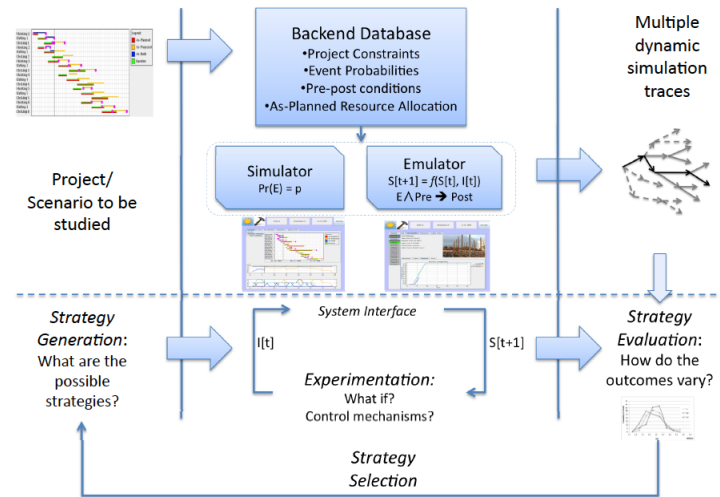 Backend Database
•Project Constraints
•Event Probabilities
•Pre-post conditions
•As-Planned Resource Allocation
Multiple
dynamic
simulation
traces
Simulator
Pr(E) = p
Emulator
S[t+1] = f(S[t], I[t])
E⋀Pre ➔ Post
Project/
Scenario to be
studied
Strategy
Generation:
What are the
possible
strategies?
System Interface
I[t]
S[t+1]
Experimentation:
What if?
Control mechanisms?
Strategy
Evaluation:
How do the
outcomes vary?
Strategy
Selection